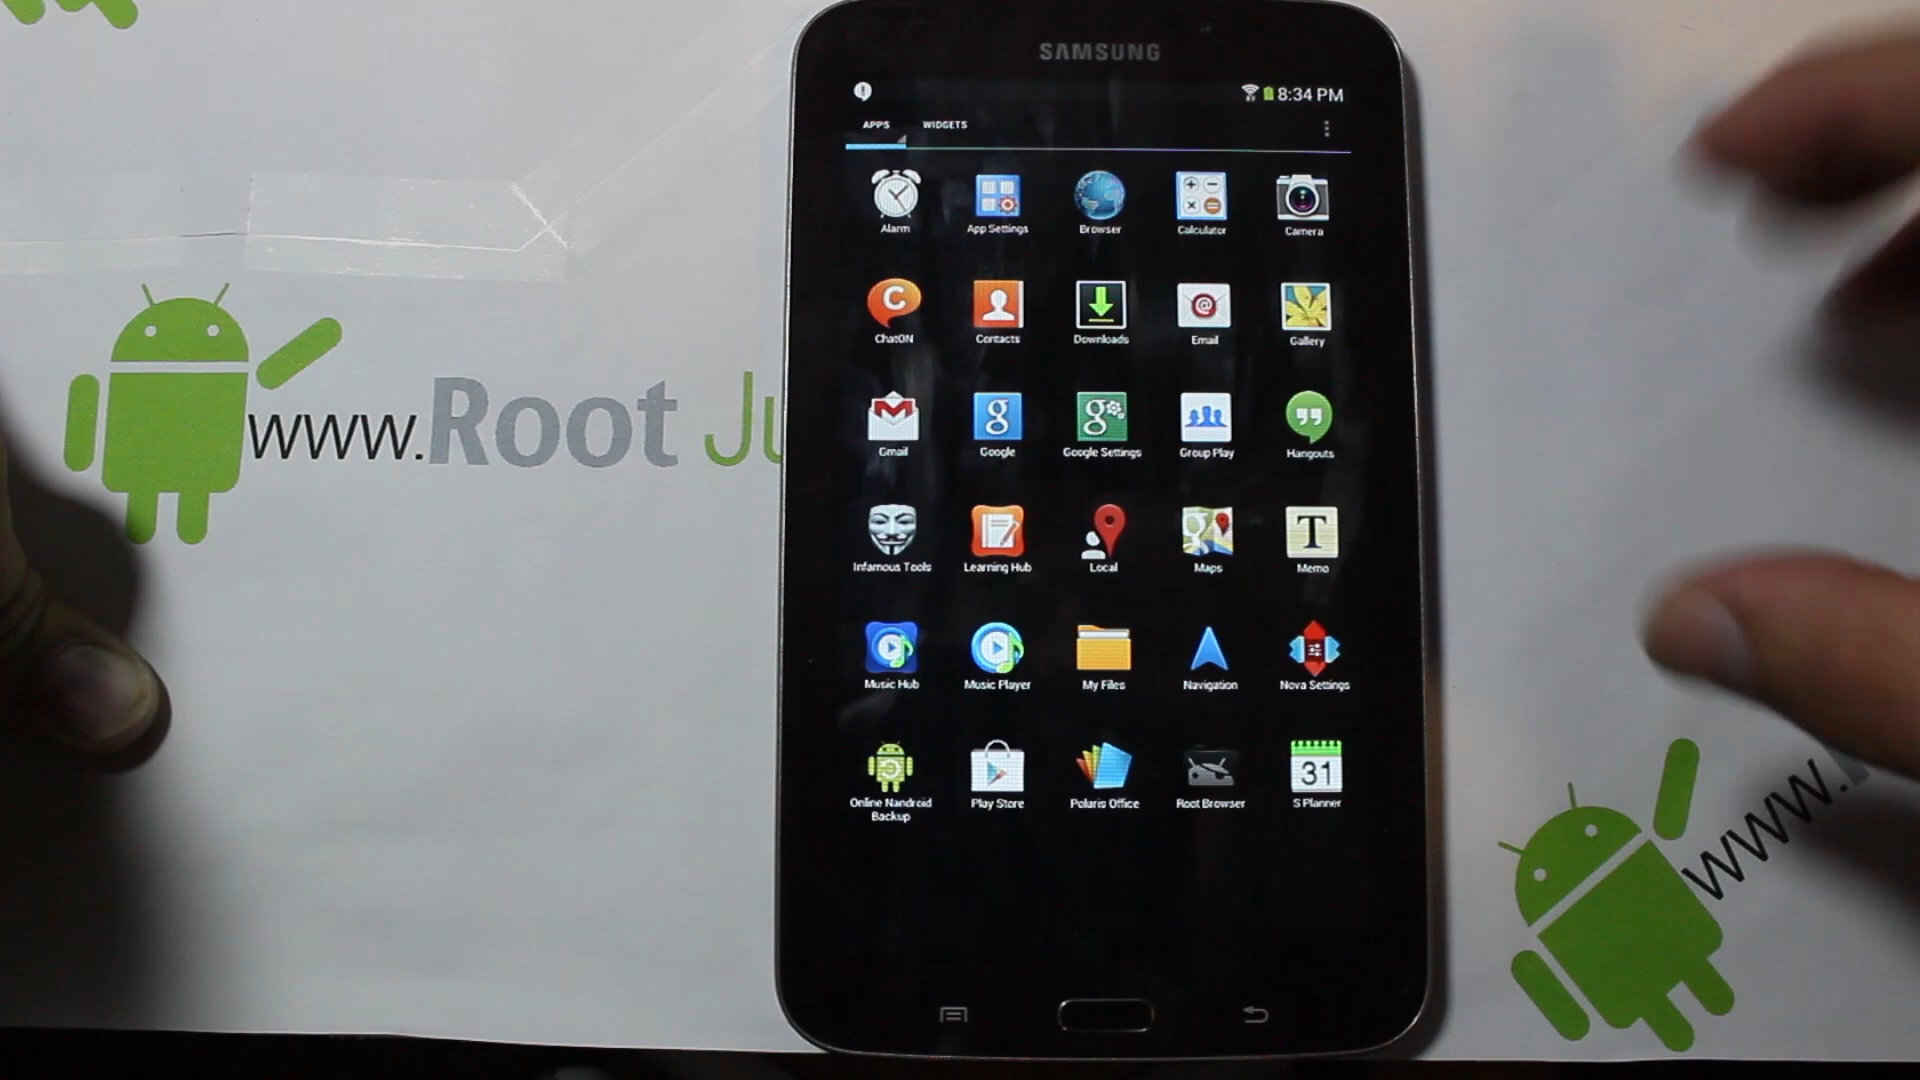 SAMSUNG
8:34 PM
APPS WIDGETS
Alarm App Settings Browser Calculator Camera
ChatON Contacts Downloads Email Gallery
Gmail Google Google Settings Group Play Hangouts
Infamous Tools Learning Hub Local Maps Memo
Music Hub Music Player My Files Navigation Nova Settings
Online Nandroid Backup Play Store Polaris Office Root Browser 31 S Planner
www.Root Ju
www.